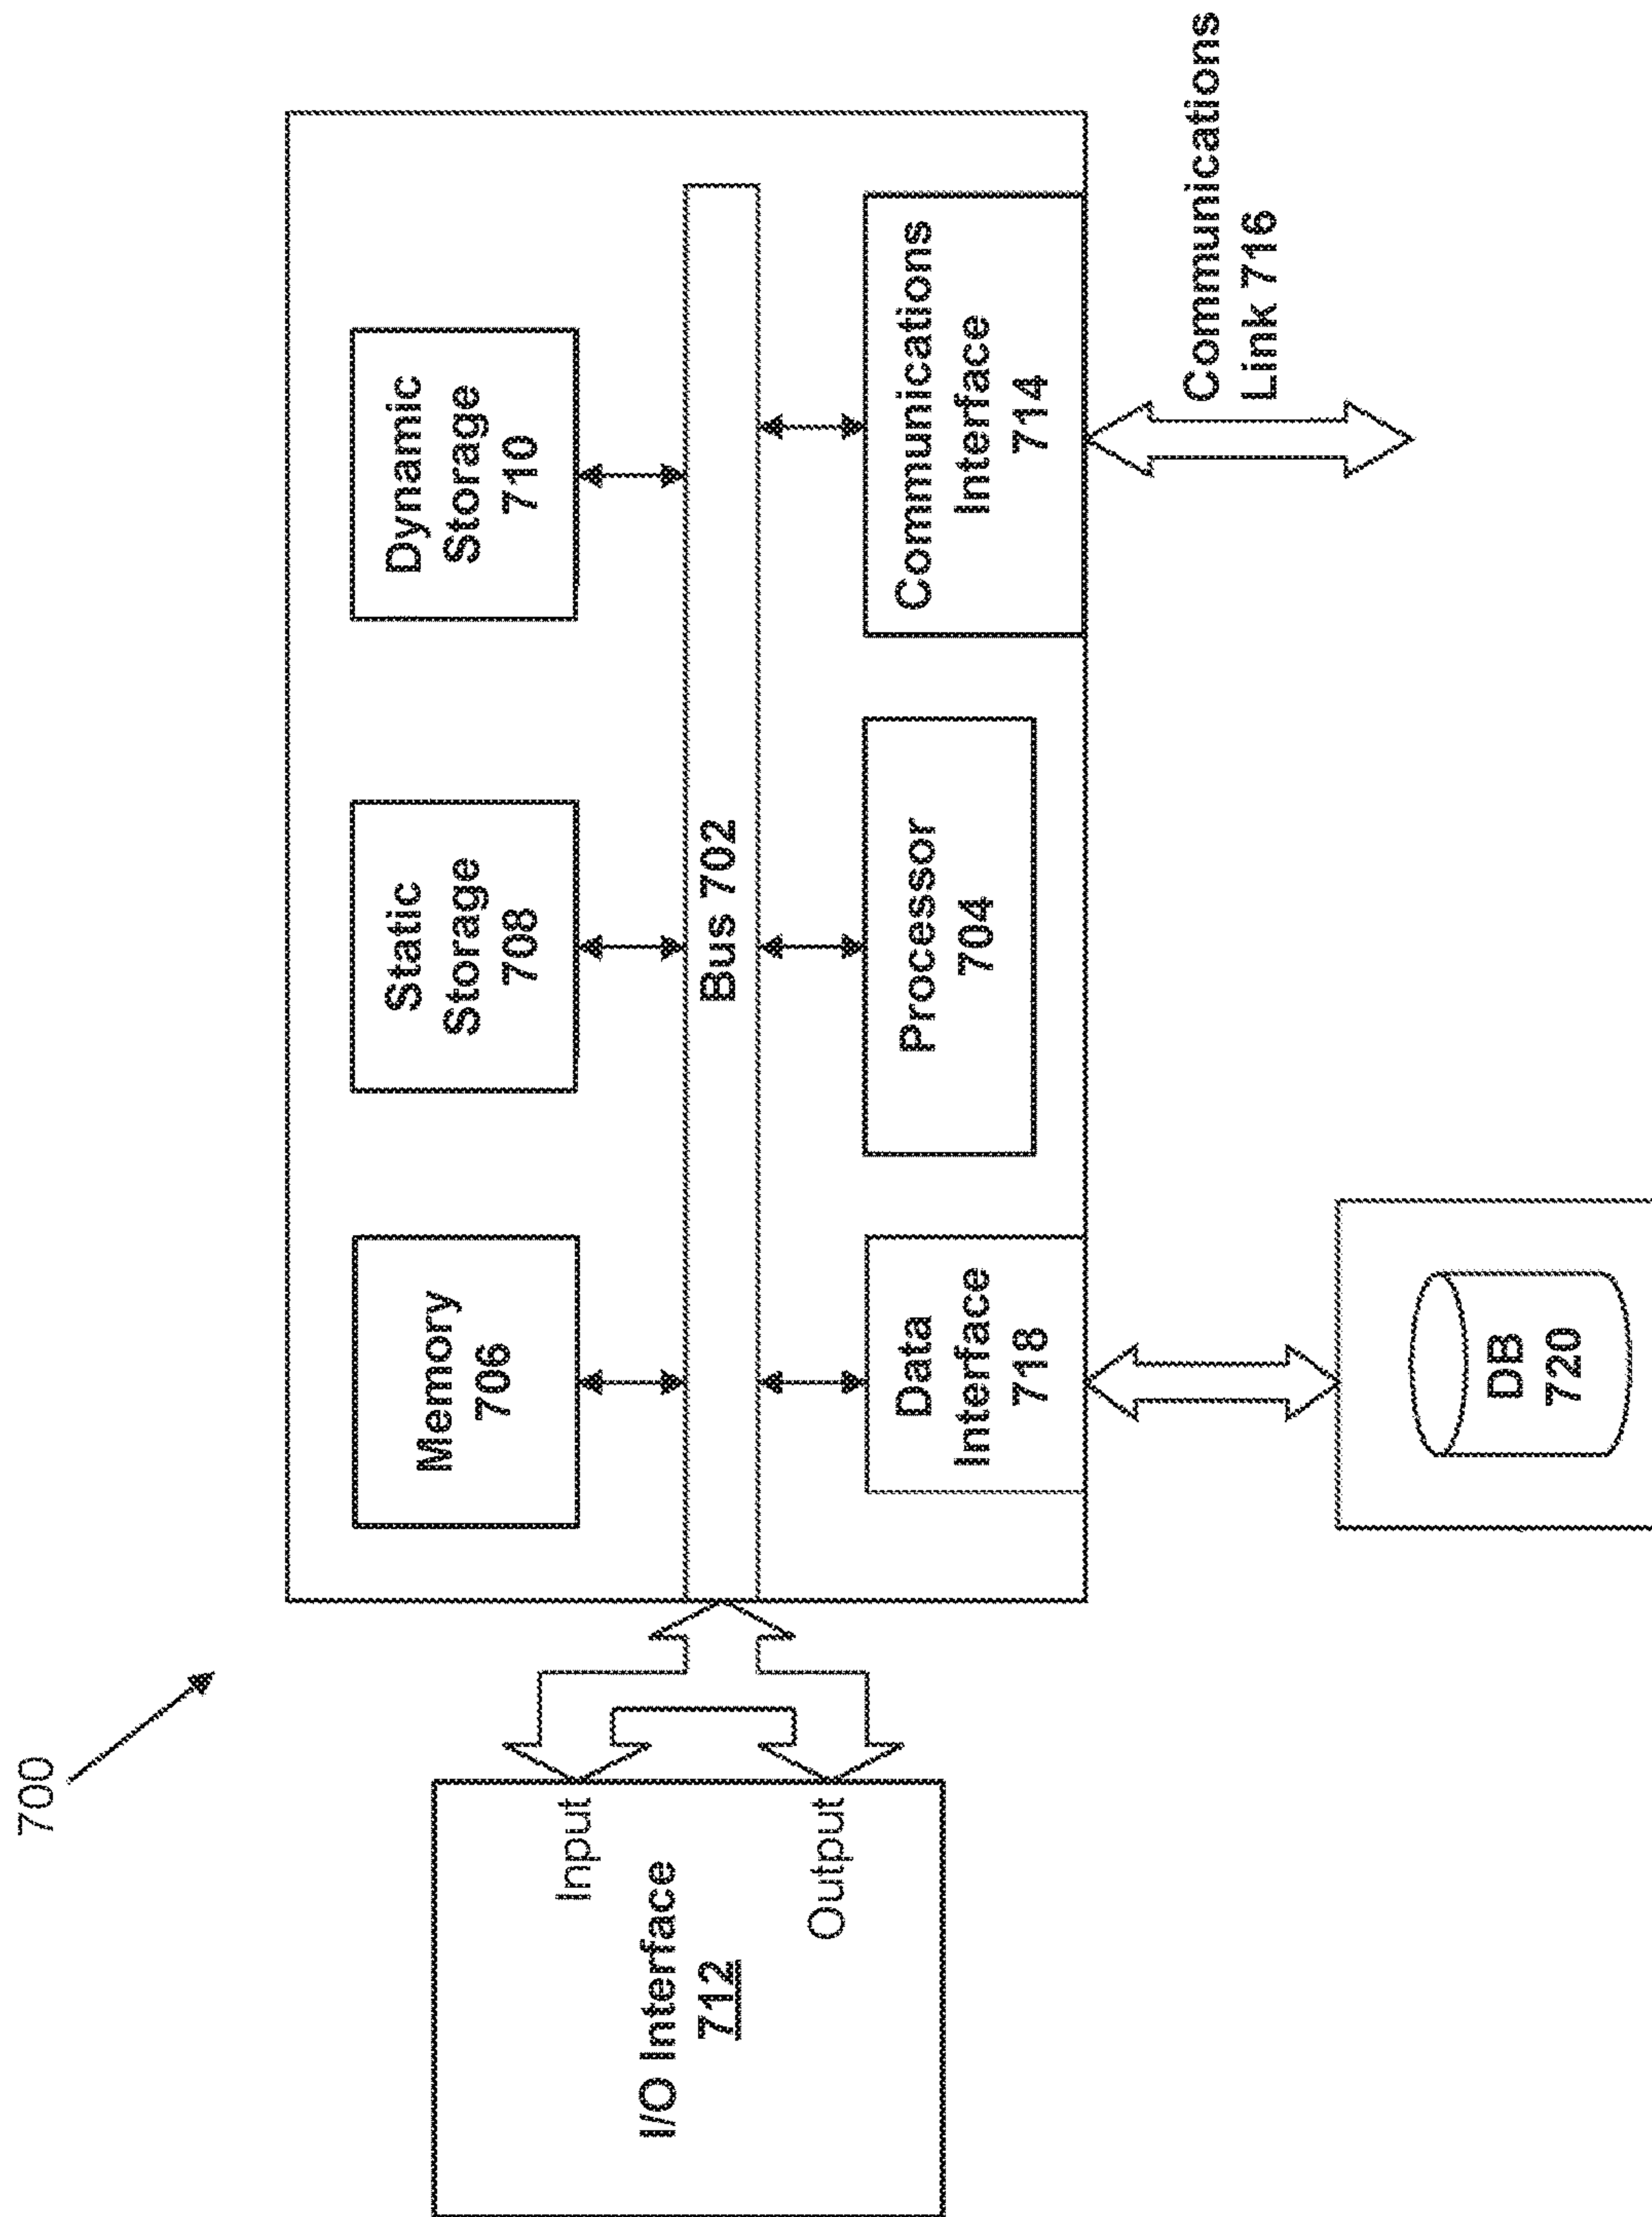 700
Memory
706
Static
Storage
708
Dynamic
Storage
710
Bus 702
I/O Interface
712
Input
Output
Data
Interface
718
Processor
704
Communications
Interface
714
Communications
Link 716
DB
720